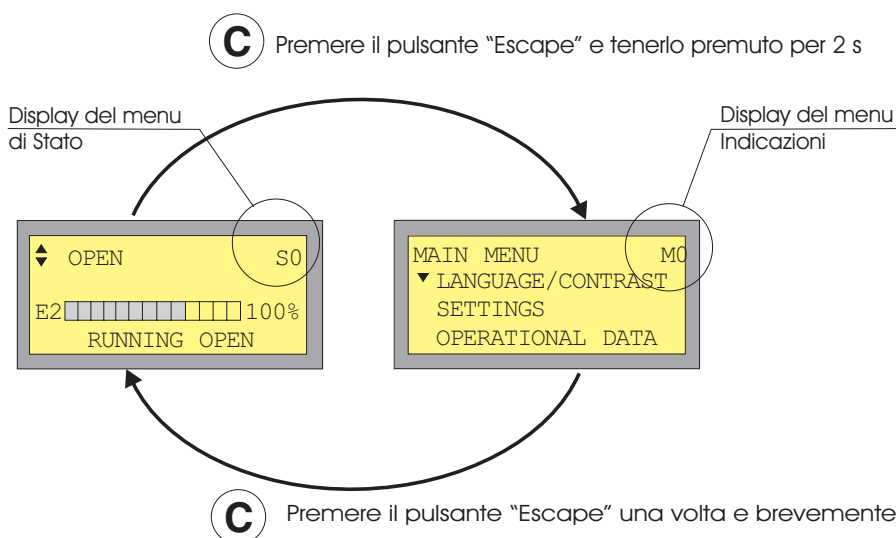 C Premere il pulsante “Escape” e tenerlo premuto per 2 s
Display del menu
di Stato
Display del menu
Indicazioni
OPEN S0
E2 100%
RUNNING OPEN
MAIN MENU M0
LANGUAGE/CONTRAST
SETTINGS
OPERATIONAL DATA
C Premere il pulsante “Escape” una volta e brevemente